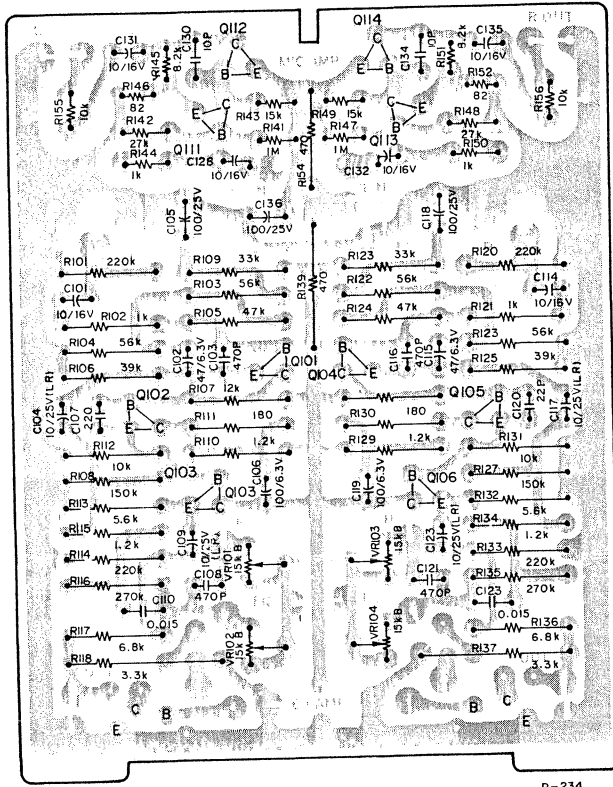 C131
10/16V
R145
8.2k
C130
10P
Q112
C
B
E
Q114
C
B
E
C134
10P
R151
8.2k
C135
10/16V
R OUT
MIC AMP
R155
10k
R146
82
R142
27k
R144
1k
Q111
E
C
B
C128
10/16V
R143
15k
R141
1M
R154
470
R149
15k
R147
1M
Q113
C132
10/16V
E
C
B
R152
82
R148
27k
R150
1k
R156
10k
C105
100/25V
C136
100/25V
C118
100/25V
R101
220k
C101
10/16V
R102
1k
R104
56k
R106
39k
R109
33k
R103
56k
R105
47k
R139
470
R123
33k
R122
56k
R124
47k
R120
220k
C114
10/16V
R121
1k
R123
56k
R125
39k
C102
47/6.3V
C103
470P
B
E
C
Q101
B
E
C
Q104
C116
470P
C115
47/6.3V
C104
10/25V(LR)
C107
220
Q102
B
E
C
R107
12k
R111
180
R110
1.2k
R130
180
R129
1.2k
Q105
B
E
C
C120
22P
C117
10/25V(LR)
R112
10k
R108
150k
R113
5.6k
R115
1.2k
R114
220k
R116
270k
Q103
Q103
B
E
C
C106
100/6.3V
C119
100/6.3V
Q106
B
C
E
R131
10k
R127
150k
R132
5.6k
R134
1.2k
R133
220k
R135
270k
C109
10/25V
(LR)
C108
470P
VR101
15kB
VR103
15kB
C123
10/25V(LR)
C121
470P
C110
0.015
R117
6.8k
R118
3.3k
VR102
15kB
VR104
15kB
C123
0.015
R136
6.8k
R137
3.3k
E
C
B
B
C
E
P-234